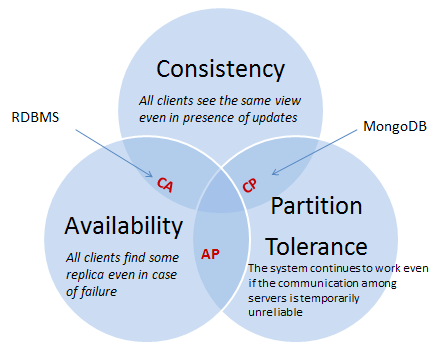 Consistency
All clients see the same view
even in presence of updates
RDBMS
MongoDB
CA
CP
Availability
All clients find some
replica even in case
of failure
AP
Partition
Tolerance
The system continues to work even
if the communication among
servers is temporarily
unreliable